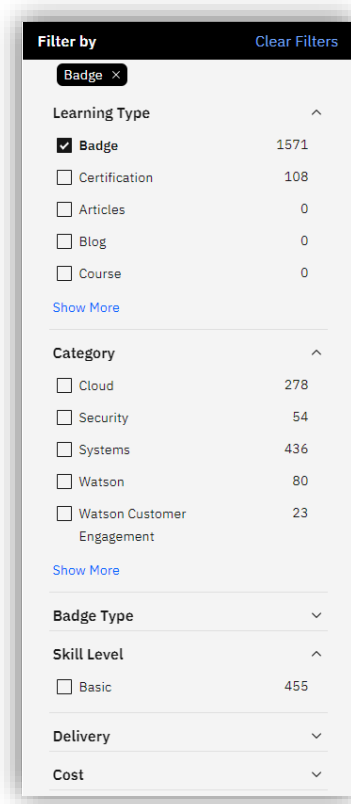 Filter by Clear Filters
Badge ×
Learning Type
Badge 1571
Certification 108
Articles 0
Blog 0
Course 0
Show More
Category
Cloud 278
Security 54
Systems 436
Watson 80
Watson Customer 23
Engagement
Show More
Badge Type
Skill Level
Basic 455
Delivery
Cost